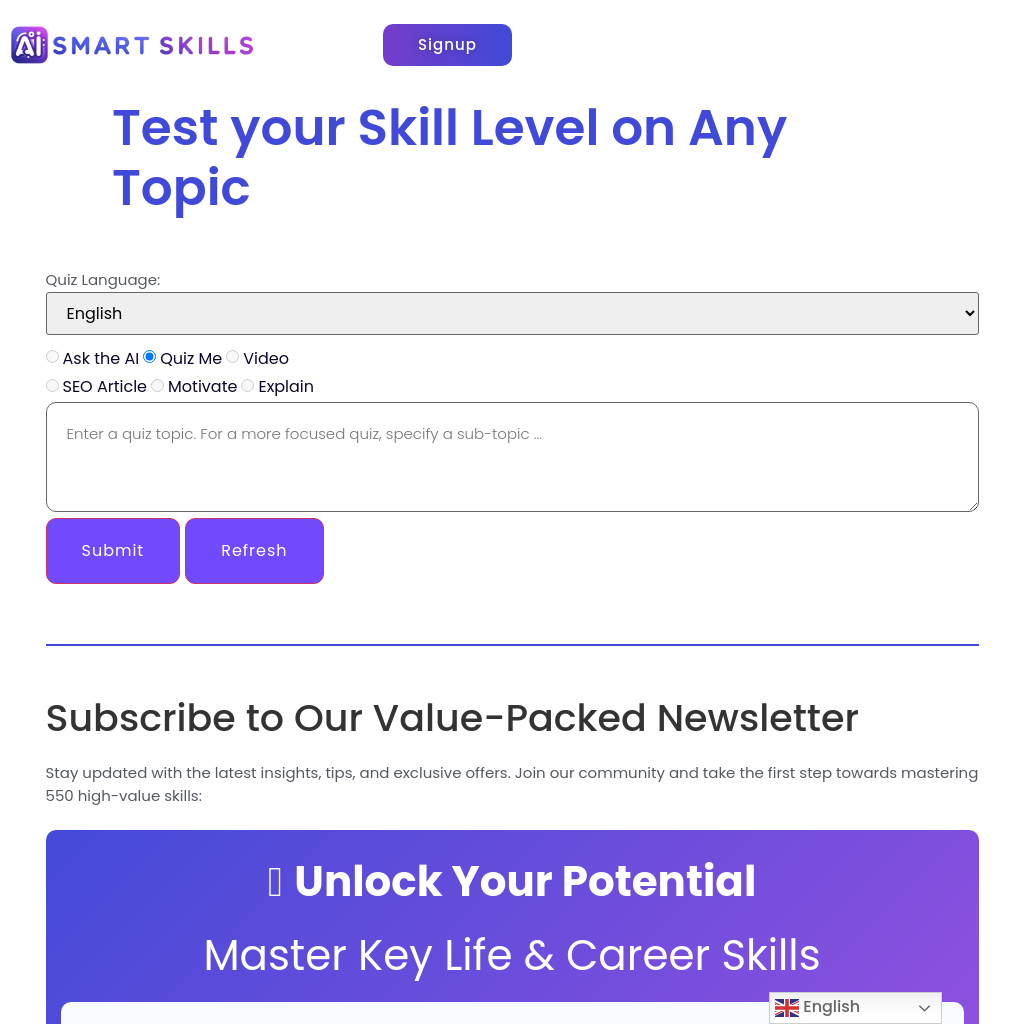 Ai SMART SKILLS
Signup
Test your Skill Level on Any
Topic
Quiz Language:
English
Ask the AI Quiz Me Video
SEO Article Motivate Explain
Enter a quiz topic. For a more focused quiz, specify a sub-topic ...
Submit Refresh
Subscribe to Our Value-Packed Newsletter
Stay updated with the latest insights, tips, and exclusive offers. Join our community and take the first step towards mastering
550 high-value skills:
Unlock Your Potential
Master Key Life & Career Skills
English